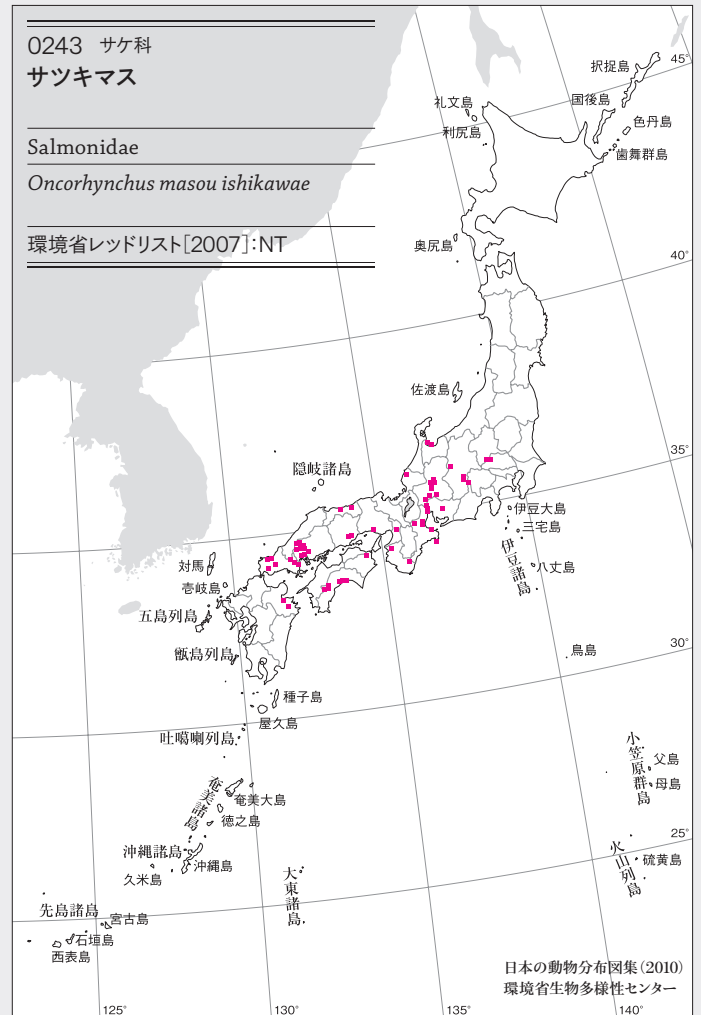 0243 サケ科
サツキマス
Salmonidae
Oncorhynchus masou ishikawae
環境省レッドリスト[2007]:NT
45°
択捉島
国後島
礼文島
色丹島
利尻島
歯舞群島
奥尻島
40°
佐渡島
35°
隠岐諸島
伊豆大島
三宅島
伊豆諸島
八丈島
対馬
壱岐島
五島列島
甑島列島
鳥島
30°
種子島
屋久島
吐噶喇列島
小笠原群島
父島
母島
奄美諸島
奄美大島
徳之島
25°
火山列島
硫黄島
沖縄諸島
沖縄島
久米島
大東諸島
先島諸島
宮古島
石垣島
西表島
日本の動物分布図集(2010)
環境省生物多様性センター
125°
130°
135°
140°